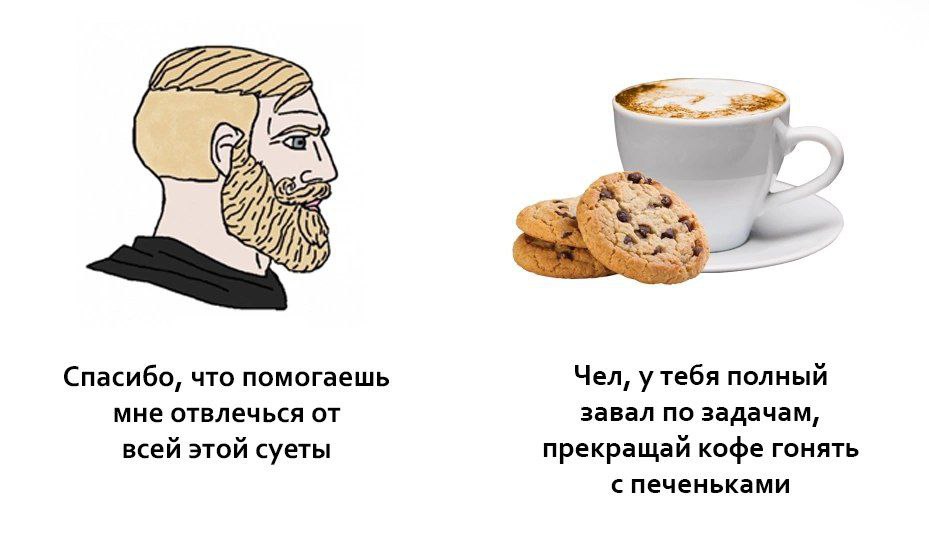 Спасибо, что помогаешь
мне отвлечься от
всей этой суеты
Чел, у тебя полный
завал по задачам,
прекращай кофе гонять
с печеньками